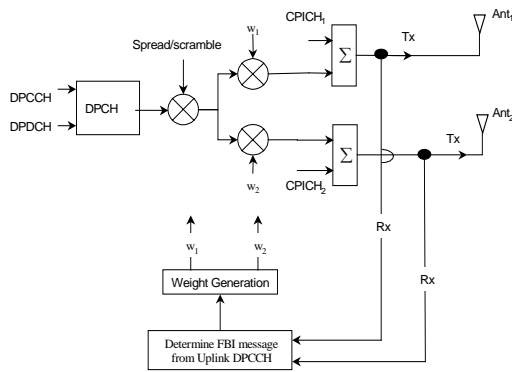 CPICH₁
Ant₁
Tx
w₁
Spread/scramble
Σ
DPCCH
DPCH
DPDCH
Ant₂
Tx
Σ
w₂
CPICH₂
Rx
w₁
w₂
Rx
Weight Generation
Determine FBI message
from Uplink DPCCH